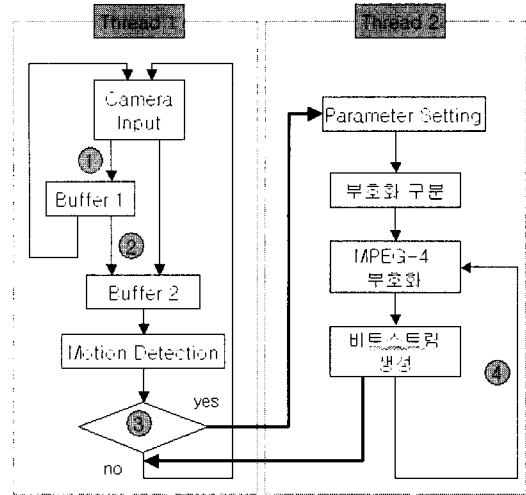 Thread 1
Thread 2
Camera
Input
1
Buffer 1
2
Buffer 2
Motion Detection
3
yes
no
Parameter Setting
부호화 구분
MPEG-4
부호화
비트스트림
생성
4